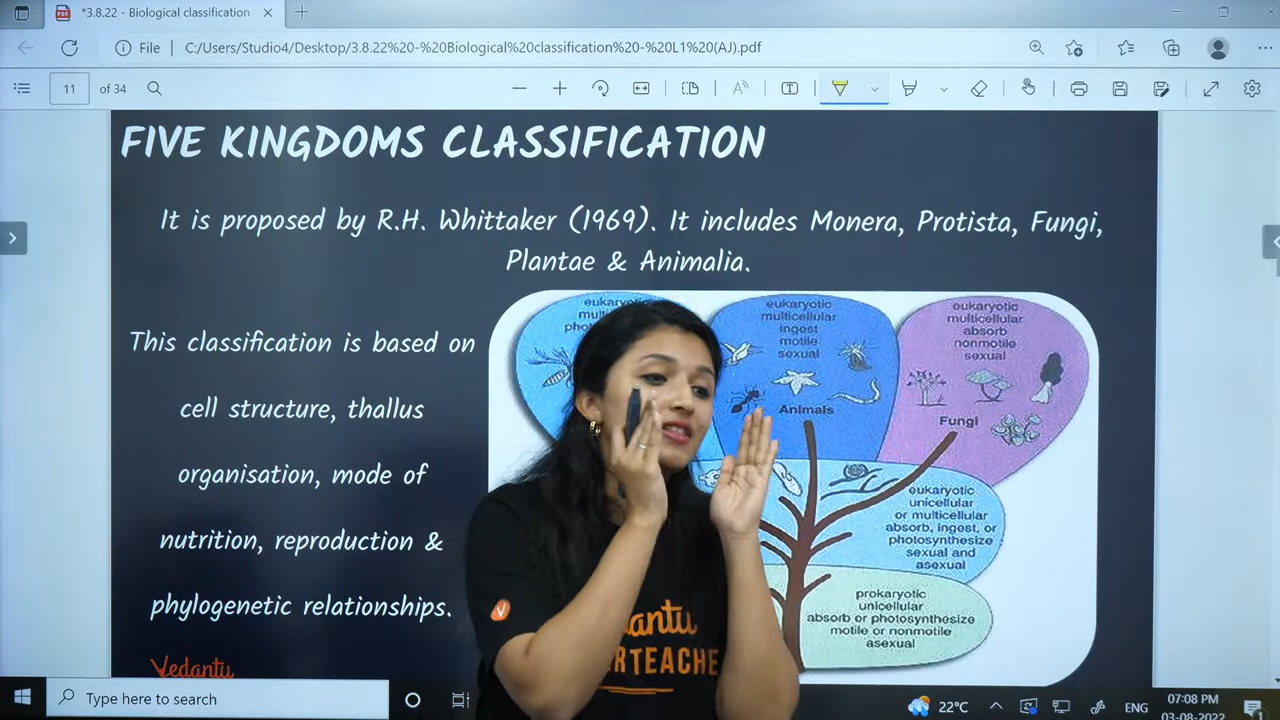 *3.8.22 - Biological classification
File
C:/Users/Studio4/Desktop/3.8.22%20-%20Biological%20classification%20-%20L1%20(AJ).pdf
11 of 34
FIVE KINGDOMS CLASSIFICATION
It is proposed by R.H. Whittaker (1969). It includes Monera, Protista, Fungi,
Plantae & Animalia.
This classification is based on
cell structure, thallus
organisation, mode of
nutrition, reproduction &
phylogenetic relationships.
Vedantu
eukaryotic
multicellular
ingest
motile
sexual
Animals
eukaryotic
multicellular
absorb
nonmotile
sexual
Fungi
eukaryotic
unicellular
or multicellular
absorb, ingest, or
photosynthesize
sexual and
asexual
prokaryotic
unicellular
absorb or photosynthesize
motile or nonmotile
asexual
V
Type here to search
22°C
ENG
07:08 PM
03-08-2022